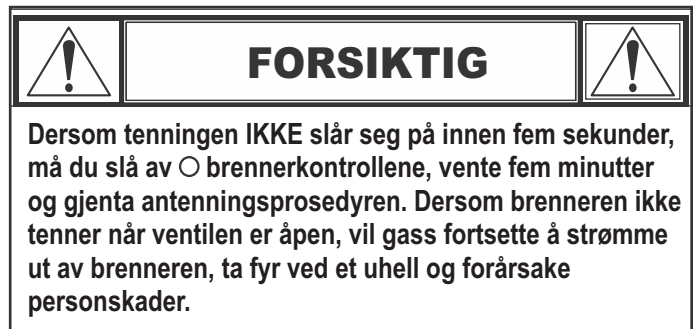 FORSIKTIG
Dersom tenningen IKKE slår seg på innen fem sekunder,
må du slå av ○ brennerkontrollene, vente fem minutter
og gjenta antenningsprosedyren. Dersom brenneren ikke
tenner når ventilen er åpen, vil gass fortsette å strømme
ut av brenneren, ta fyr ved et uhell og forårsake
personskader.